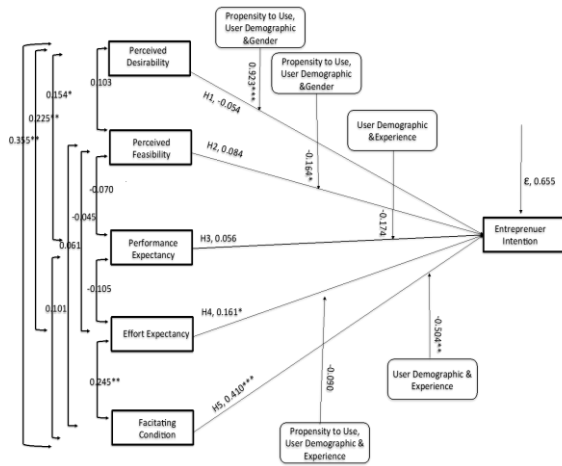 Propensity to Use,
User Demographic
&Gender
Propensity to Use,
User Demographic
&Gender
User Demographic
&Experience
Perceived
Desirability
Perceived
Feasibility
Performance
Expectancy
Effort Expectancy
Facitating
Condition
Entreprenuer
Intention
ε, 0.655
H1, -0.054
H2, 0.084
H3, 0.056
H4, 0.161*
H5, 0.410***
0.923***
-0.164*
-0.174
-0.090
-0.504**
0.103
0.154*
0.225**
0.355**
-0.070
-0.045
0.061
-0.105
0.101
0.245**
User Demographic &
Experience
Propensity to Use,
User Demographic &
Experience